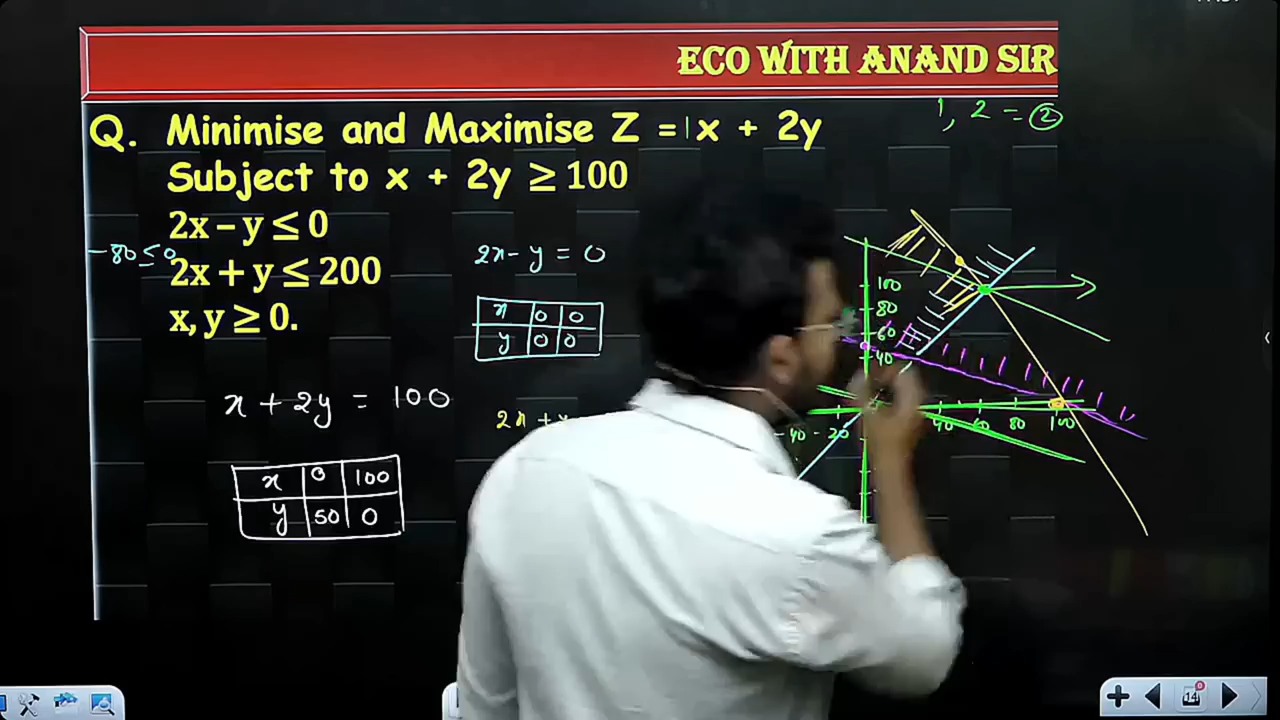 ECO WITH ANAND SIR
1, 2 = 2
Q. Minimise and Maximise Z = 1x + 2y
Subject to x + 2y ≥ 100
2x – y ≤ 0
-80 ≤ 0
2x + y ≤ 200
x, y ≥ 0.
2x - y = 0
x 0 0
y 0 0
x + 2y = 100
x 0 100
y 50 0
2x +
100
80
60
40
-40 -20 40 60 80 100
14